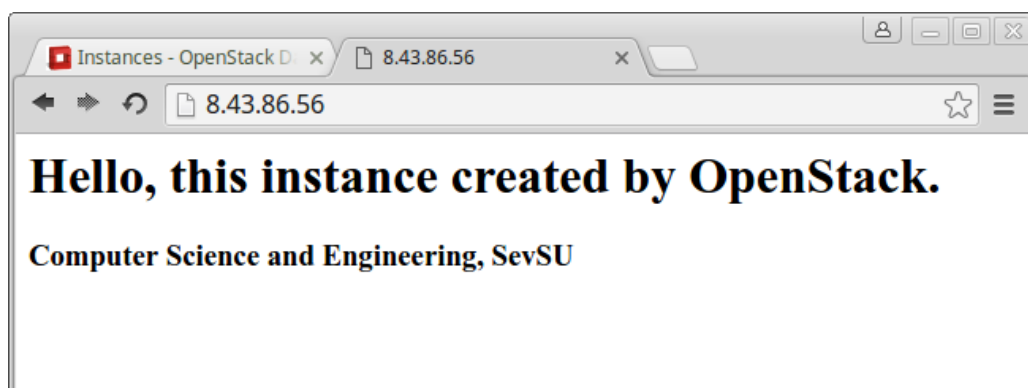 Instances - OpenStack D
8.43.86.56
8.43.86.56
Hello, this instance created by OpenStack.
Computer Science and Engineering, SevSU